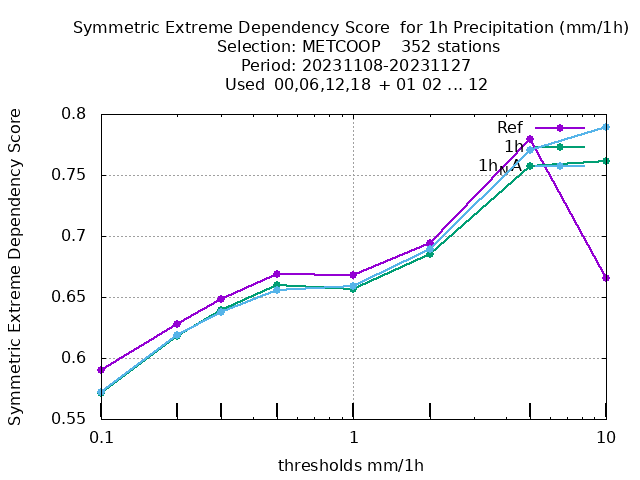 Symmetric Extreme Dependency Score  for 1h Precipitation (mm/1h)
Selection: METCOOP    352 stations
Period: 20231108-20231127
Used  00,06,12,18  + 01 02 ... 12
Symmetric Extreme Dependency Score
0.8
0.75
0.7
0.65
0.6
0.55
Ref
1h
1hNA
0.1
1
10
thresholds mm/1h